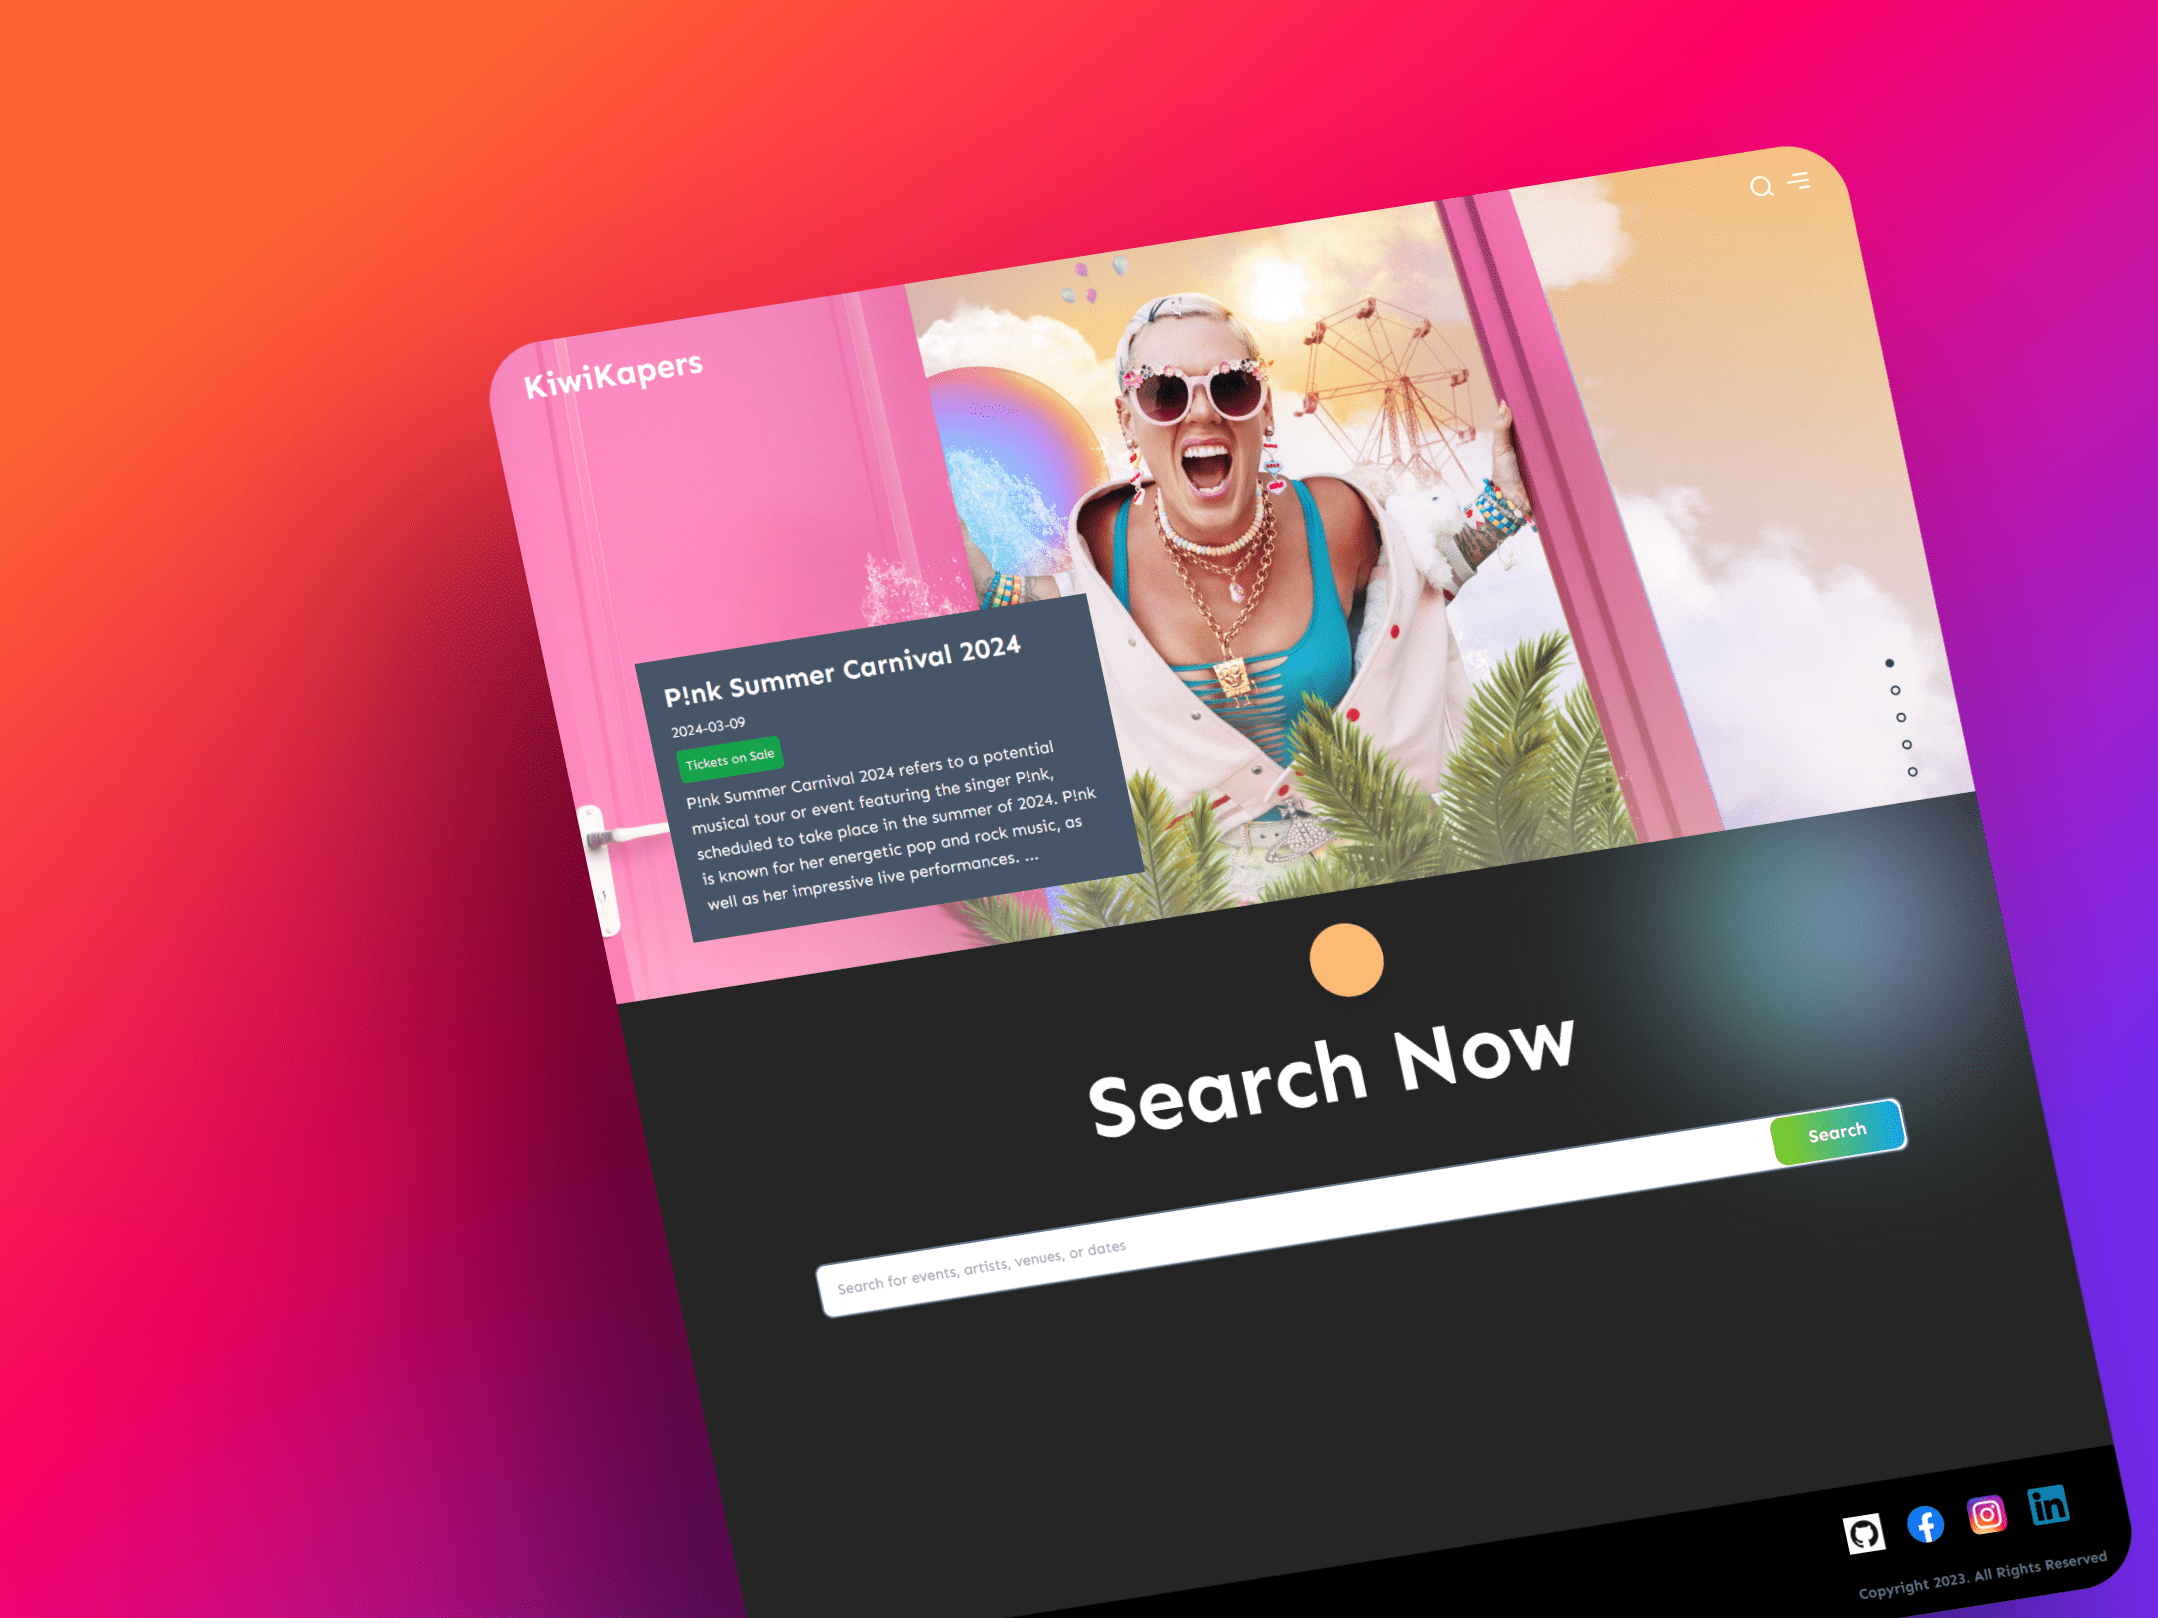 KiwiKapers
P!nk Summer Carnival 2024
2024-03-09
Tickets on Sale
P!nk Summer Carnival 2024 refers to a potential
musical tour or event featuring the singer P!nk,
scheduled to take place in the summer of 2024. P!nk
is known for her energetic pop and rock music, as
well as her impressive live performances. ...
Search Now
Search for events, artists, venues, or dates
Search
in
Copyright 2023. All Rights Reserved